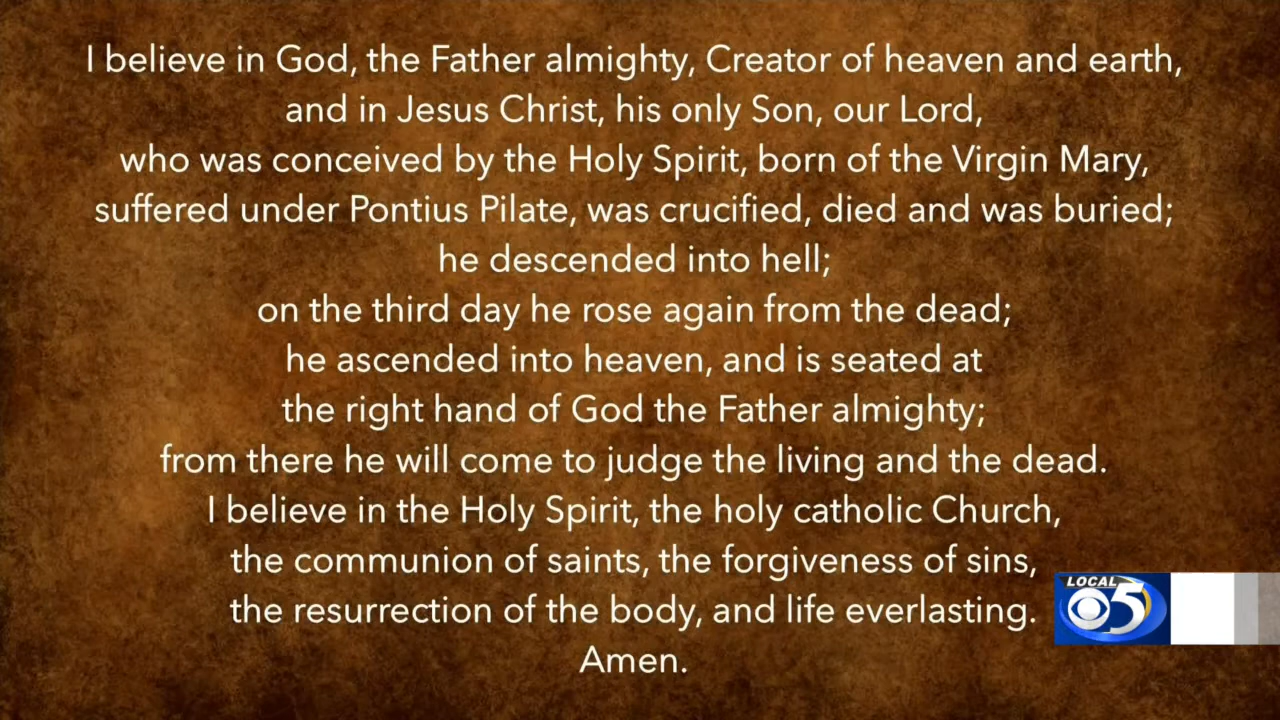 I believe in God, the Father almighty, Creator of heaven and earth,
and in Jesus Christ, his only Son, our Lord,
who was conceived by the Holy Spirit, born of the Virgin Mary,
suffered under Pontius Pilate, was crucified, died and was buried;
he descended into hell;
on the third day he rose again from the dead;
he ascended into heaven, and is seated at
the right hand of God the Father almighty;
from there he will come to judge the living and the dead.
I believe in the Holy Spirit, the holy catholic Church,
the communion of saints, the forgiveness of sins,
the resurrection of the body, and life everlasting.
Amen.
LOCAL
5